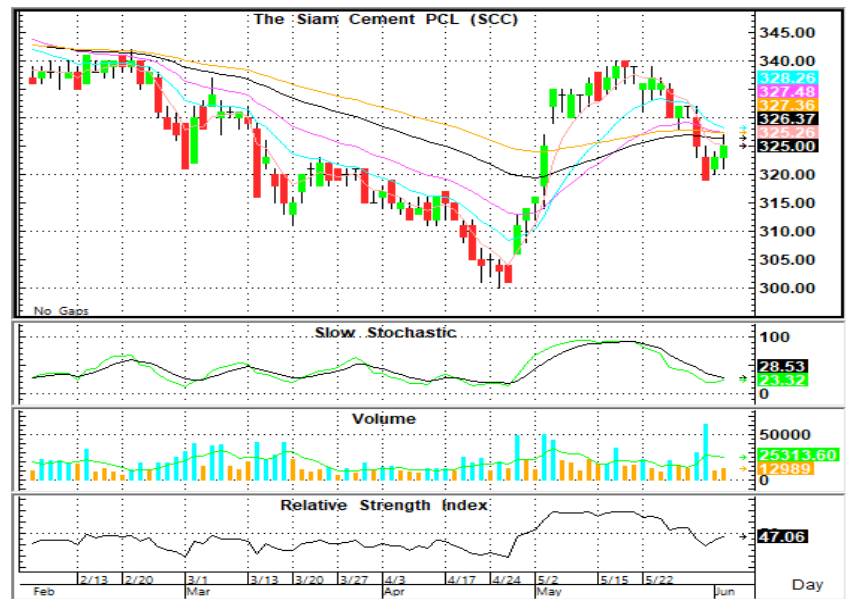 The Siam Cement PCL (SCC)
345.00
340.00
328.26
327.48
327.36
326.37
325.26
325.00
320.00
315.00
310.00
305.00
300.00
No Gaps
Slow Stochastic
100
28.53
23.32
0
Volume
50000
25313.60
12989
0
Relative Strength Index
47.06
2/13 2/20 3/1 3/13 3/20 3/27 4/3 4/17 4/24 5/2 5/15 5/22
Feb Mar Apr May Jun
Day